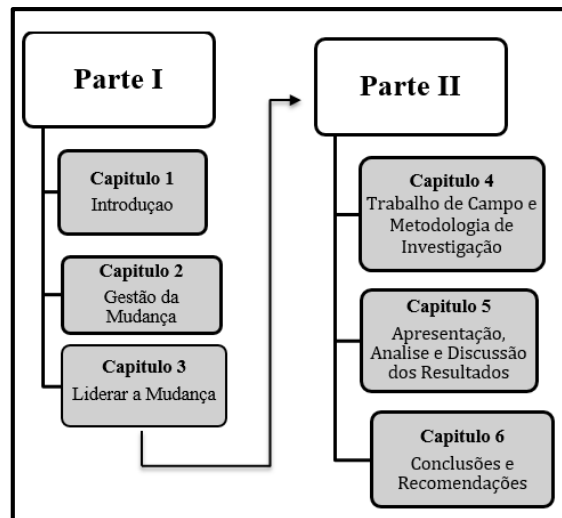 Parte I
Capitulo 1
Introduçao
Capitulo 2
Gestão da
Mudança
Capitulo 3
Liderar a Mudança
Parte II
Capitulo 4
Trabalho de Campo e
Metodologia de
Investigação
Capitulo 5
Apresentação,
Analise e Discussão
dos Resultados
Capitulo 6
Conclusões e
Recomendações